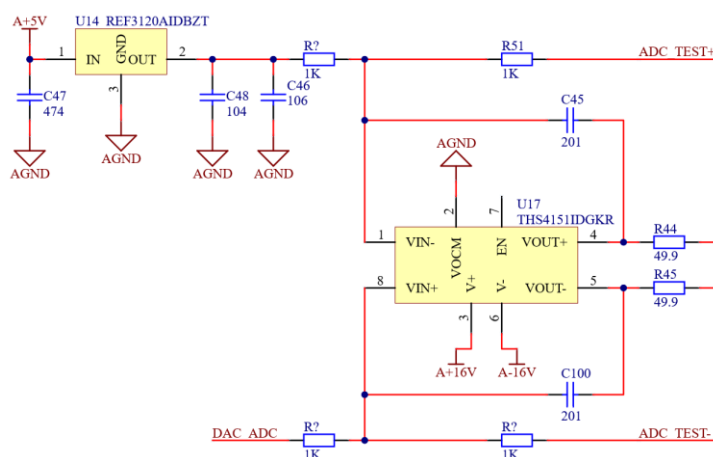 U14 REF3120AIDBZT
A+5V
1
IN
GND
OUT
2
3
C47
474
AGND
AGND
C48
104
AGND
C46
106
AGND
R?
1K
R51
1K
ADC_TEST+
C45
201
AGND
U17
THS4151IDGKR
2
7
1
VIN-
VOCM
EN
VOUT+
4
R44
49.9
8
VIN+
V+
V-
VOUT-
5
R45
49.9
3
6
A+16V
A-16V
C100
201
DAC_ADC
R?
1K
R?
1K
ADC_TEST-